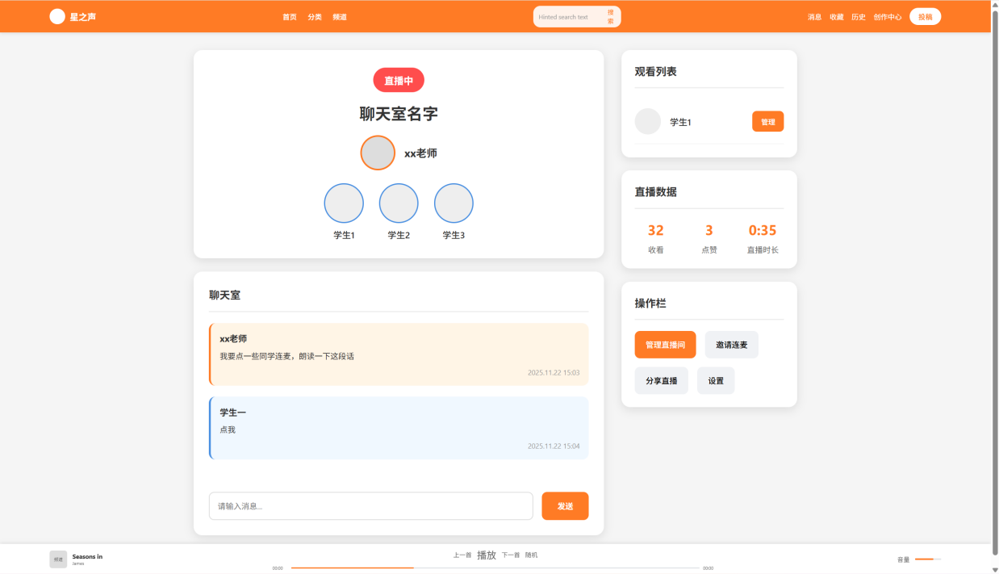 星之声
首页 分类 频道
Hinted search text
搜
索
消息 收藏 历史 创作中心 投稿
直播中
聊天室名字
xx老师
学生1 学生2 学生3
聊天室
xx老师
我要点一些同学连麦，朗读一下这段话
2025.11.22 15:03
学生一
点我
2025.11.22 15:04
请输入消息...
发送
观看列表
学生1
管理
直播数据
32 3 0:35
收看 点赞 直播时长
操作栏
管理直播间 邀请连麦
分享直播 设置
频道
Seasons in
James
上一首 播放 下一首 随机
00:00 00:00
音量